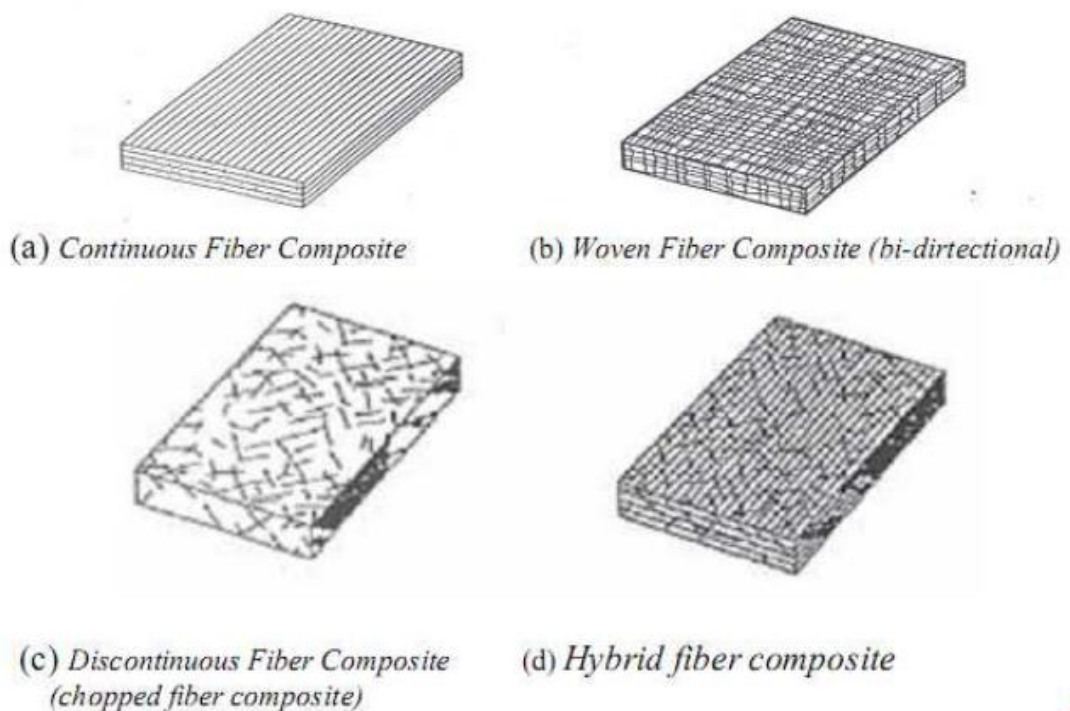 (a) Continuous Fiber Composite
(b) Woven Fiber Composite (bi-dirtectional)
(c) Discontinuous Fiber Composite
(chopped fiber composite)
(d) Hybrid fiber composite